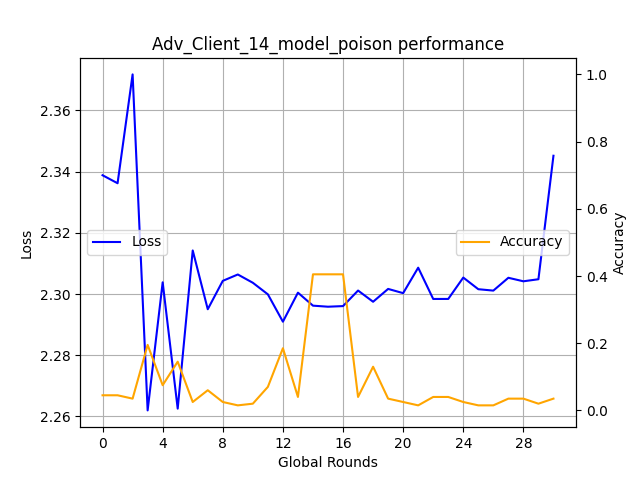 Adv_Client_14_model_poison performance
2.36
2.34
2.32
2.30
2.28
2.26
Loss
Loss
Accuracy
1.0
0.8
0.6
0.4
0.2
0.0
Accuracy
0 4 8 12 16 20 24 28
Global Rounds